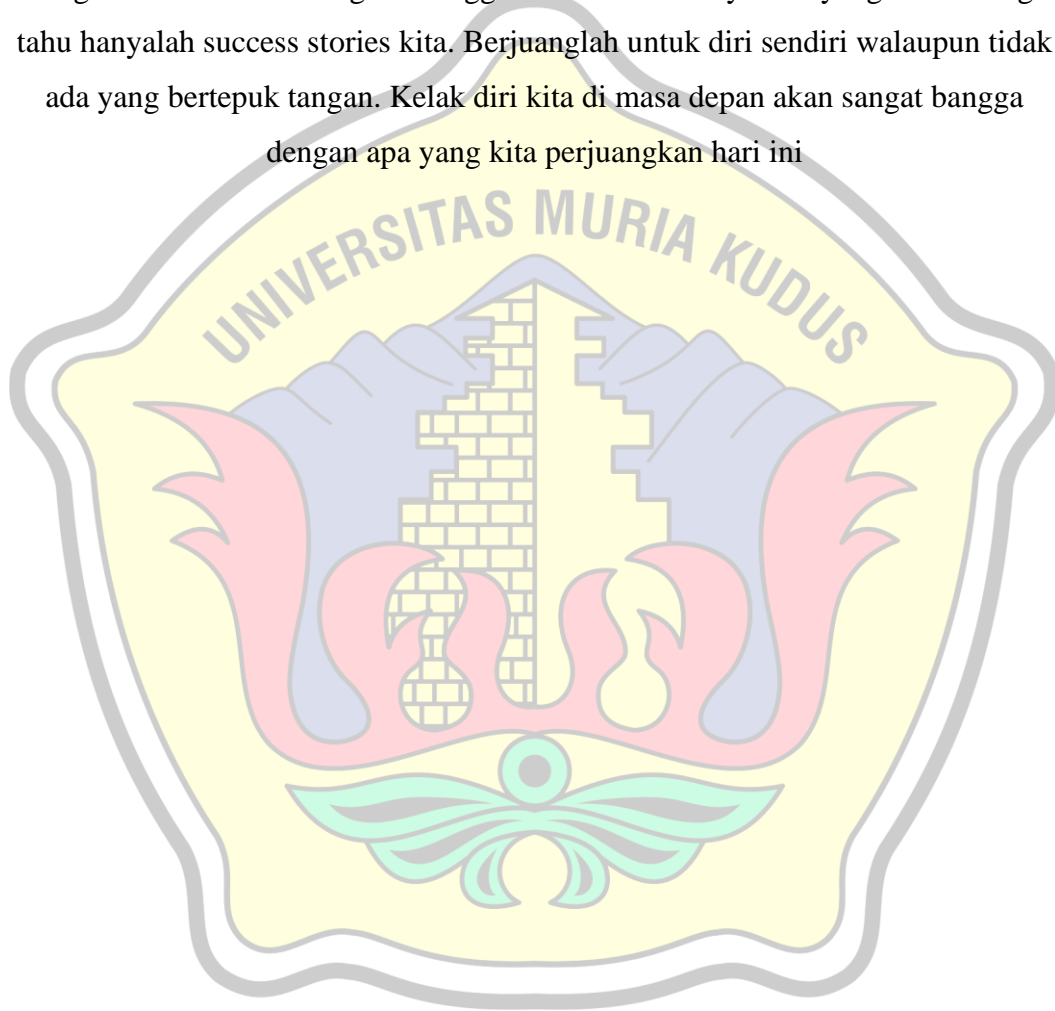 tahu hanyalah success stories kita. Berjuanglah untuk diri sendiri walaupun tidak
ada yang bertepuk tangan. Kelak diri kita di masa depan akan sangat bangga
dengan apa yang kita perjuangkan hari ini
UNIVERSITAS MURIA KUDUS